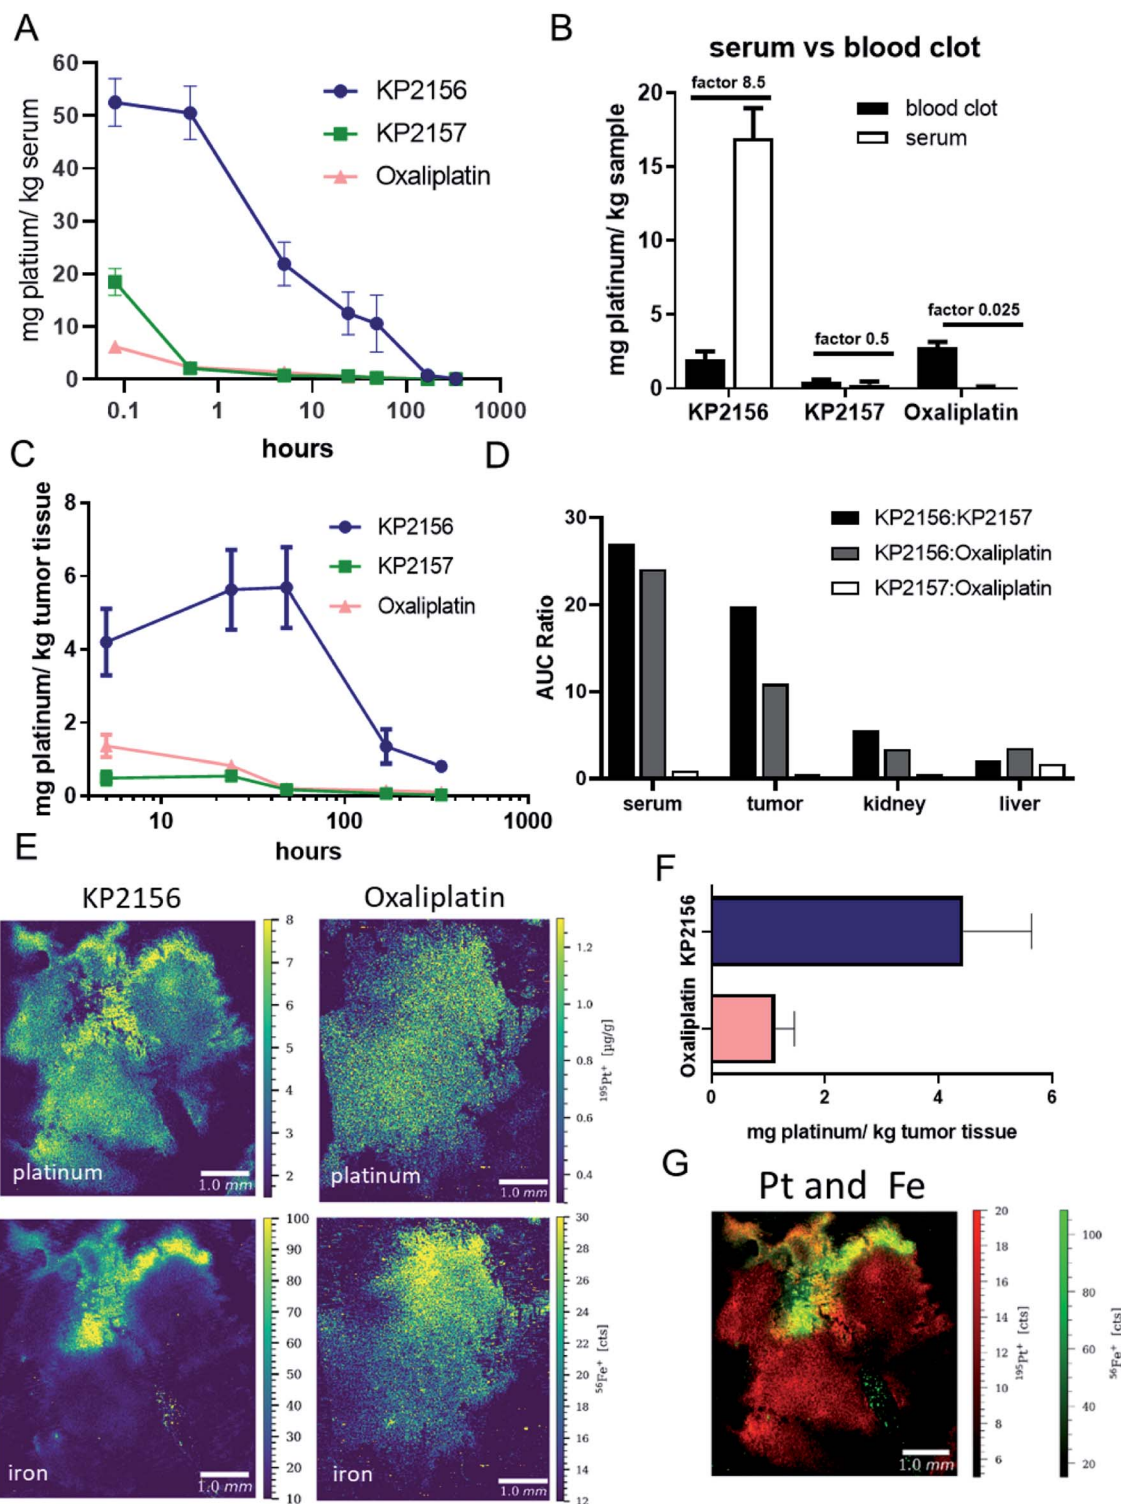 A
mg platium/ kg serum
60
50
40
30
20
10
0
0.1
1
10
100
1000
hours
KP2156
KP2157
Oxaliplatin
B
serum vs blood clot
mg platinum/ kg sample
20
15
10
5
0
factor 8.5
factor 0.5
factor 0.025
blood clot
serum
KP2156
KP2157
Oxaliplatin
C
mg platinum/ kg tumor tissue
8
6
4
2
0
10
100
1000
hours
KP2156
KP2157
Oxaliplatin
D
AUC Ratio
30
20
10
0
KP2156:KP2157
KP2156:Oxaliplatin
KP2157:Oxaliplatin
serum
tumor
kidney
liver
E
KP2156
Oxaliplatin
platinum
1.0 mm
8
7
6
5
4
3
2
platinum
1.0 mm
1.2
1.0
0.8
0.6
0.4
195Pt+ [µg/g]
iron
1.0 mm
100
90
80
70
60
50
40
30
20
10
iron
1.0 mm
30
28
26
24
22
20
18
16
14
12
56Fe+ [cts]
F
KP2156
Oxaliplatin
0
2
4
6
mg platinum/ kg tumor tissue
G
Pt and Fe
1.0 mm
20
18
16
14
12
10
8
6
195Pt+ [cts]
100
80
60
40
20
56Fe+ [cts]